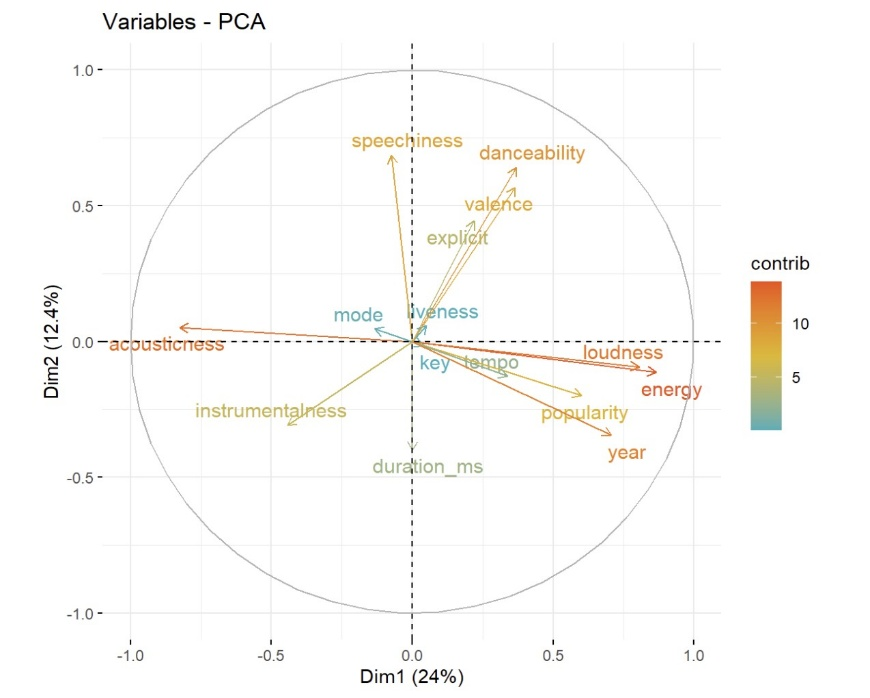 Variables - PCA
1.0
0.5
0.0
-0.5
-1.0
Dim2 (12.4%)
speechiness
danceability
valence
explicit
mode
liveness
acousticness
key
tempo
loudness
energy
instrumentalness
popularity
year
duration_ms
-1.0
-0.5
0.0
0.5
1.0
Dim1 (24%)
contrib
10
5